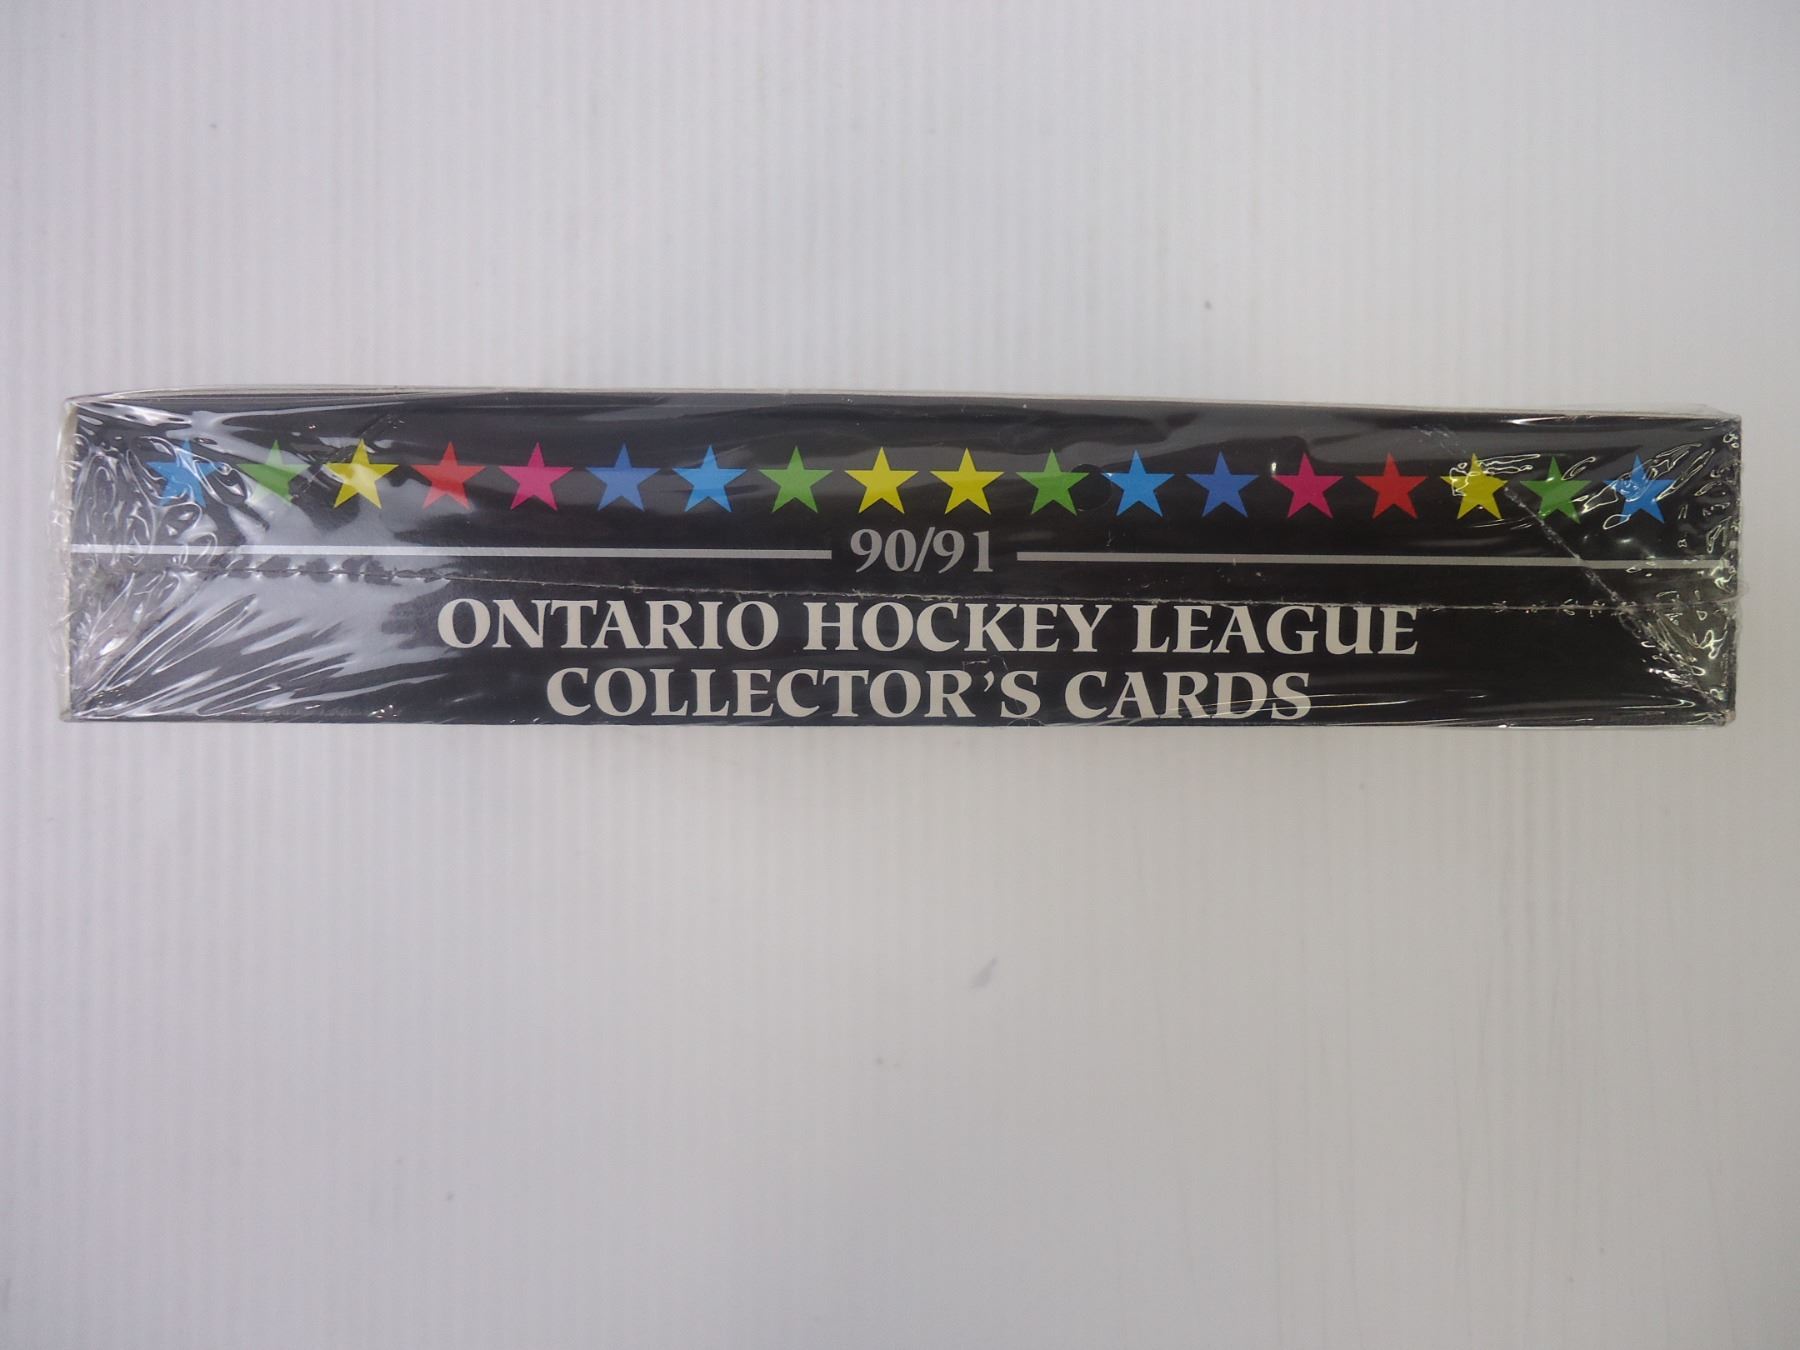 90/91
ONTARIO HOCKEY LEAGUE
COLLECTOR'S CARDS